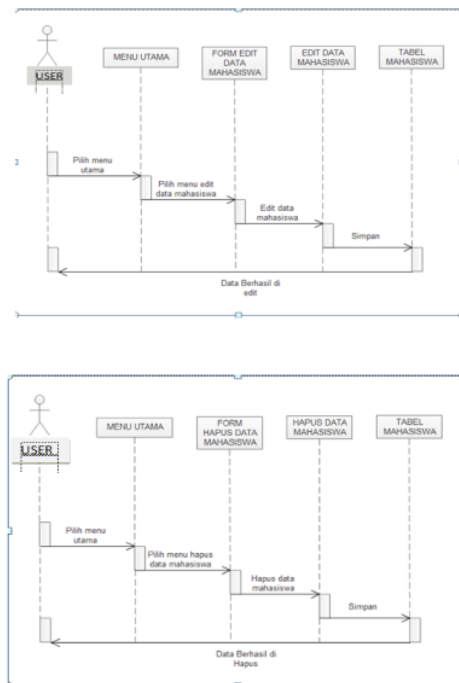 USER
MENU UTAMA
FORM EDIT
DATA
MAHASISWA
EDIT DATA
MAHASISWA
TABEL
MAHASISWA
Pilih menu
utama
Pilih menu edit
data mahasiswa
Edit data
mahasiswa
Simpan
Data Berhasil di
edit
USER
MENU UTAMA
FORM
HAPUS DATA
MAHASISWA
HAPUS DATA
MAHASISWA
TABEL
MAHASISWA
Pilih menu
utama
Pilih menu hapus
data mahasiswa
Hapus data
mahasiswa
Simpan
Data Berhasil di
Hapus